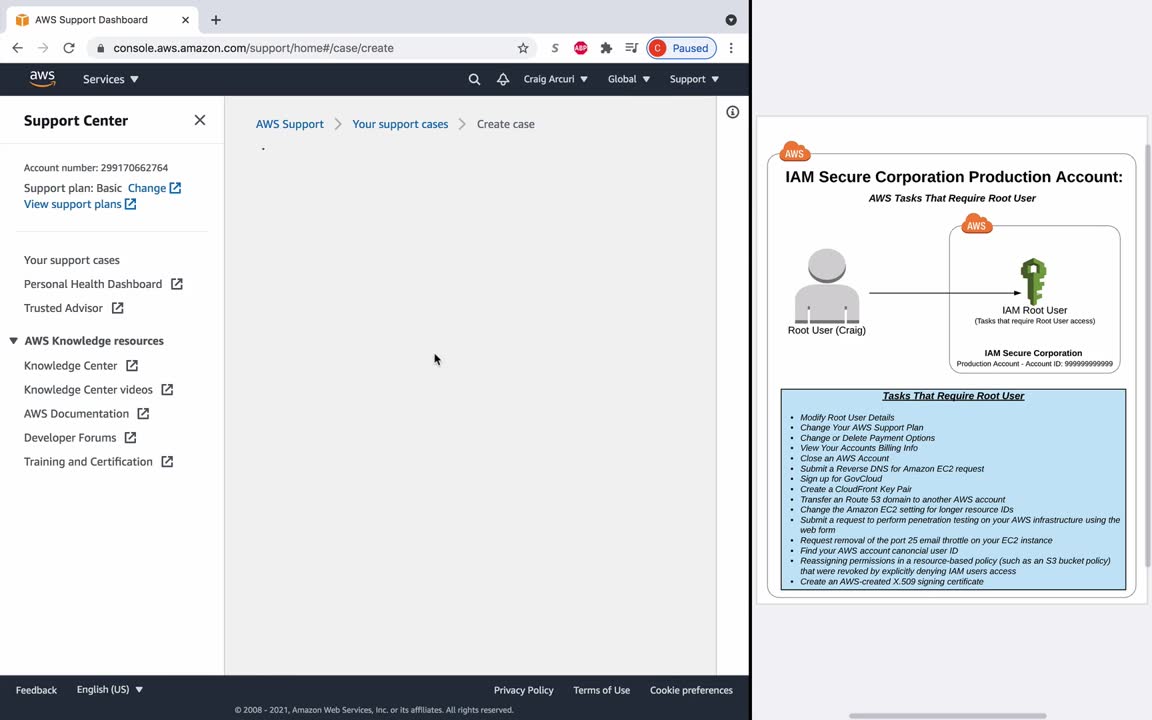 AWS Support Dashboard
console.aws.amazon.com/support/home#/case/create
S
ABP
C
Paused
aws
Services
Craig Arcuri
Global
Support
Support Center
Account number: 299170662764
Support plan: Basic Change
View support plans
Your support cases
Personal Health Dashboard
Trusted Advisor
AWS Knowledge resources
Knowledge Center
Knowledge Center videos
AWS Documentation
Developer Forums
Training and Certification
AWS Support
Your support cases
Create case
Feedback
English (US)
Privacy Policy
Terms of Use
Cookie preferences
© 2008 - 2021, Amazon Web Services, Inc. or its affiliates. All rights reserved.
AWS
IAM Secure Corporation Production Account:
AWS Tasks That Require Root User
AWS
Root User (Craig)
IAM Root User
(Tasks that require Root User access)
IAM Secure Corporation
Production Account - Account ID: 999999999999
Tasks That Require Root User
• Modify Root User Details
• Change Your AWS Support Plan
• Change or Delete Payment Options
• View Your Accounts Billing Info
• Close an AWS Account
• Submit a Reverse DNS for Amazon EC2 request
• Sign up for GovCloud
• Create a CloudFront Key Pair
• Transfer an Route 53 domain to another AWS account
• Change the Amazon EC2 setting for longer resource IDs
• Submit a request to perform penetration testing on your AWS infrastructure using the
web form
• Request removal of the port 25 email throttle on your EC2 instance
• Find your AWS account canoncial user ID
• Reassigning permissions in a resource-based policy (such as an S3 bucket policy)
that were revoked by explicitly denying IAM users access
• Create an AWS-created X.509 signing certificate